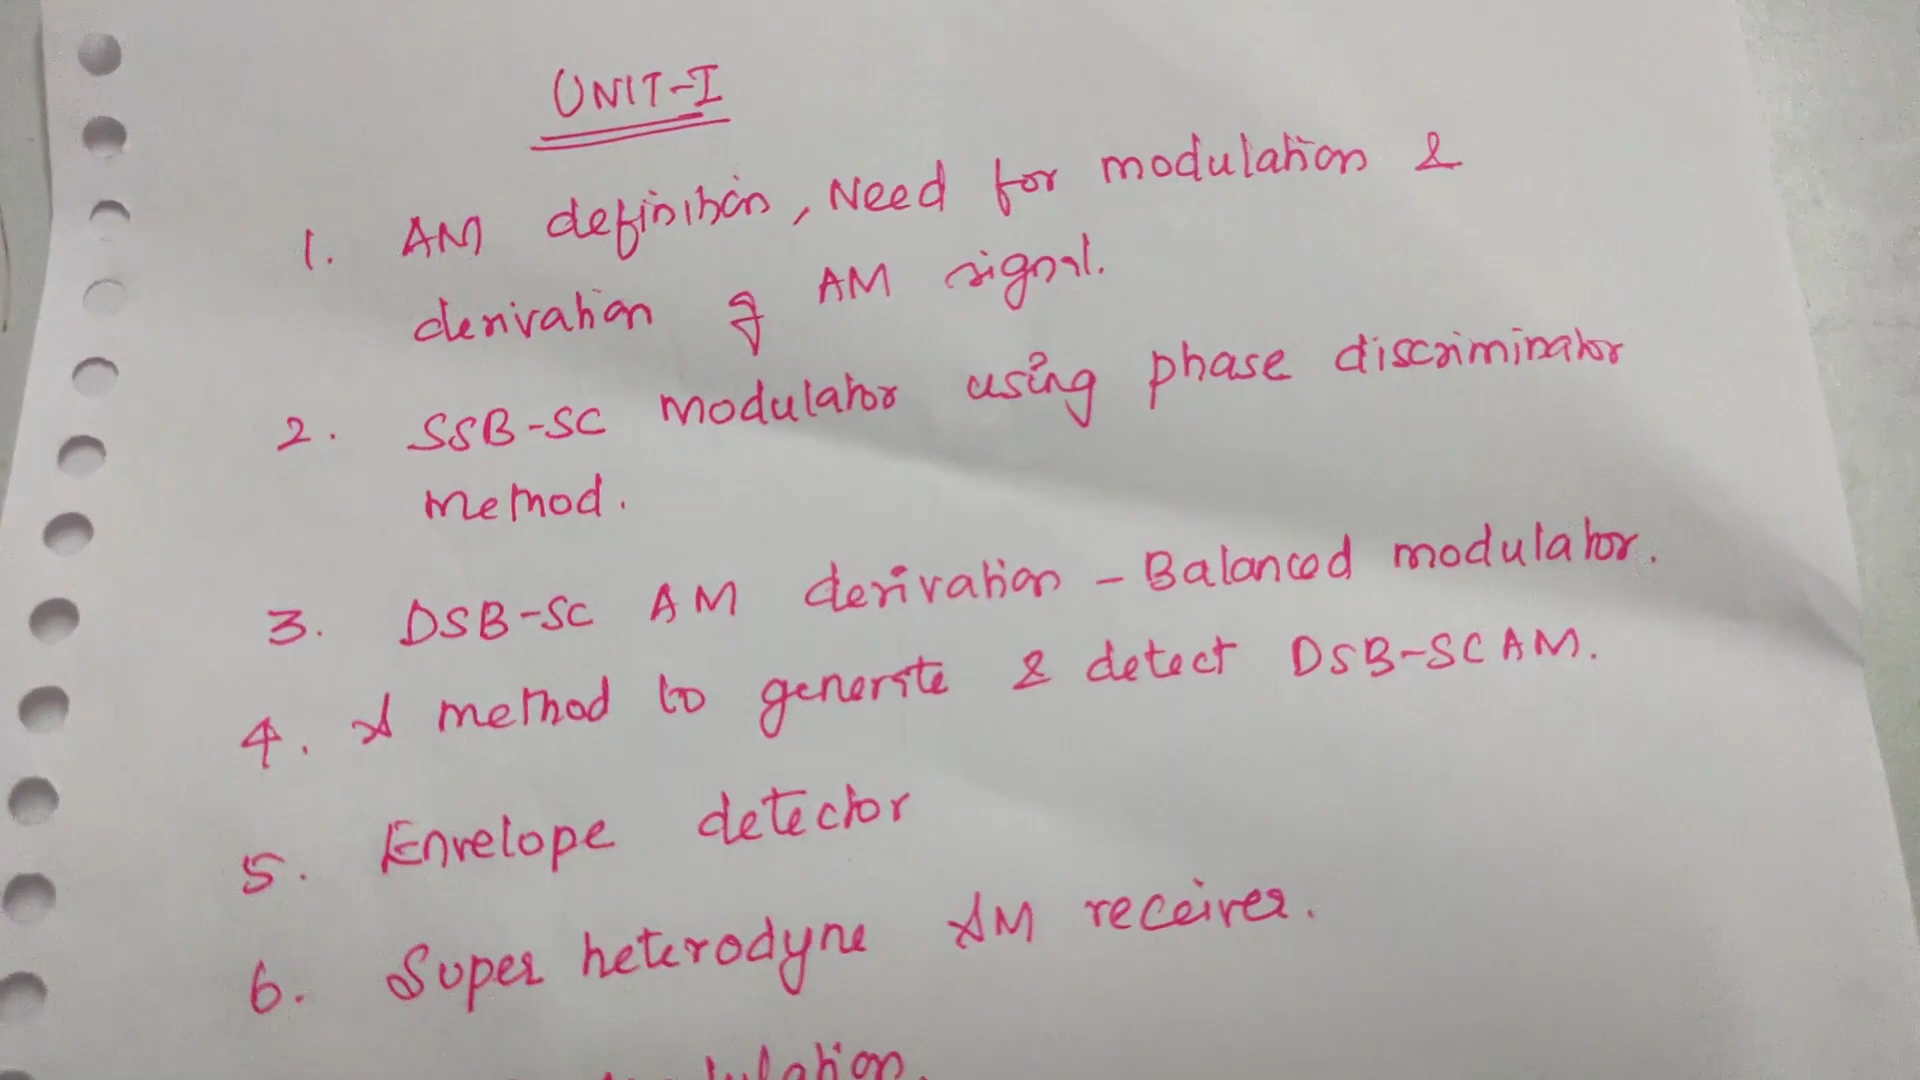 UNIT-I
1. AM definition, Need for modulation &
derivation of AM signal.
2. SSB-SC modulator using phase discriminator
method.
3. DSB-SC AM derivation - Balanced modulator.
4. A method to generate & detect DSB-SC AM.
5. Envelope detector
6. Super heterodyne AM receiver.